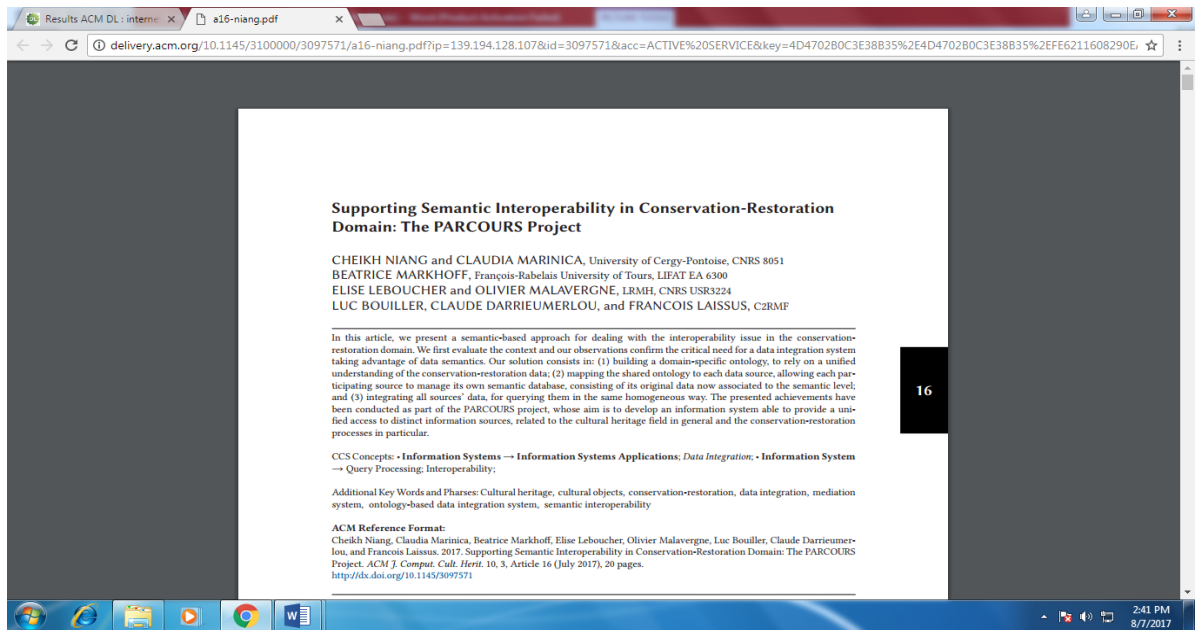 Results ACM DL : interne
a16-niang.pdf
delivery.acm.org/10.1145/3100000/3097571/a16-niang.pdf?ip=139.194.128.107&id=3097571&acc=ACTIVE%20SERVICE&key=4D4702B0C3E38B35%2E4D4702B0C3E38B35%2EFE6211608290E
Supporting Semantic Interoperability in Conservation-Restoration
Domain: The PARCOURS Project
CHEIKH NIANG and CLAUDIA MARINICA, University of Cergy-Pontoise, CNRS 8051
BEATRICE MARKHOFF, François-Rabelais University of Tours, LIFAT EA 6300
ELISE LEBOUCHER and OLIVIER MALAVERGNE, LRMH, CNRS USR3224
LUC BOUILLER, CLAUDE DARRIEUMERLOU, and FRANCOIS LAISSUS, C2RMF
In this article, we present a semantic-based approach for dealing with the interoperability issue in the conservation-
restoration domain. We first evaluate the context and our observations confirm the critical need for a data integration system
taking advantage of data semantics. Our solution consists in: (1) building a domain-specific ontology, to rely on a unified
understanding of the conservation-restoration data; (2) mapping the shared ontology to each data source, allowing each par-
ticipating source to manage its own semantic database, consisting of its original data now associated to the semantic level;
and (3) integrating all sources' data, for querying them in the same homogeneous way. The presented achievements have
been conducted as part of the PARCOURS project, whose aim is to develop an information system able to provide a uni-
fied access to distinct information sources, related to the cultural heritage field in general and the conservation-restoration
processes in particular.
16
CCS Concepts: • Information Systems → Information Systems Applications; Data Integration; • Information System
→ Query Processing; Interoperability;
Additional Key Words and Pharses: Cultural heritage, cultural objects, conservation-restoration, data integration, mediation
system, ontology-based data integration system, semantic interoperability
ACM Reference Format:
Cheikh Niang, Claudia Marinica, Beatrice Markhoff, Elise Leboucher, Olivier Malavergne, Luc Bouiller, Claude Darrieumer-
lou, and Francois Laissus. 2017. Supporting Semantic Interoperability in Conservation-Restoration Domain: The PARCOURS
Project. ACM J. Comput. Cult. Herit. 10, 3, Article 16 (July 2017), 20 pages.
http://dx.doi.org/10.1145/3097571
2:41 PM
8/7/2017